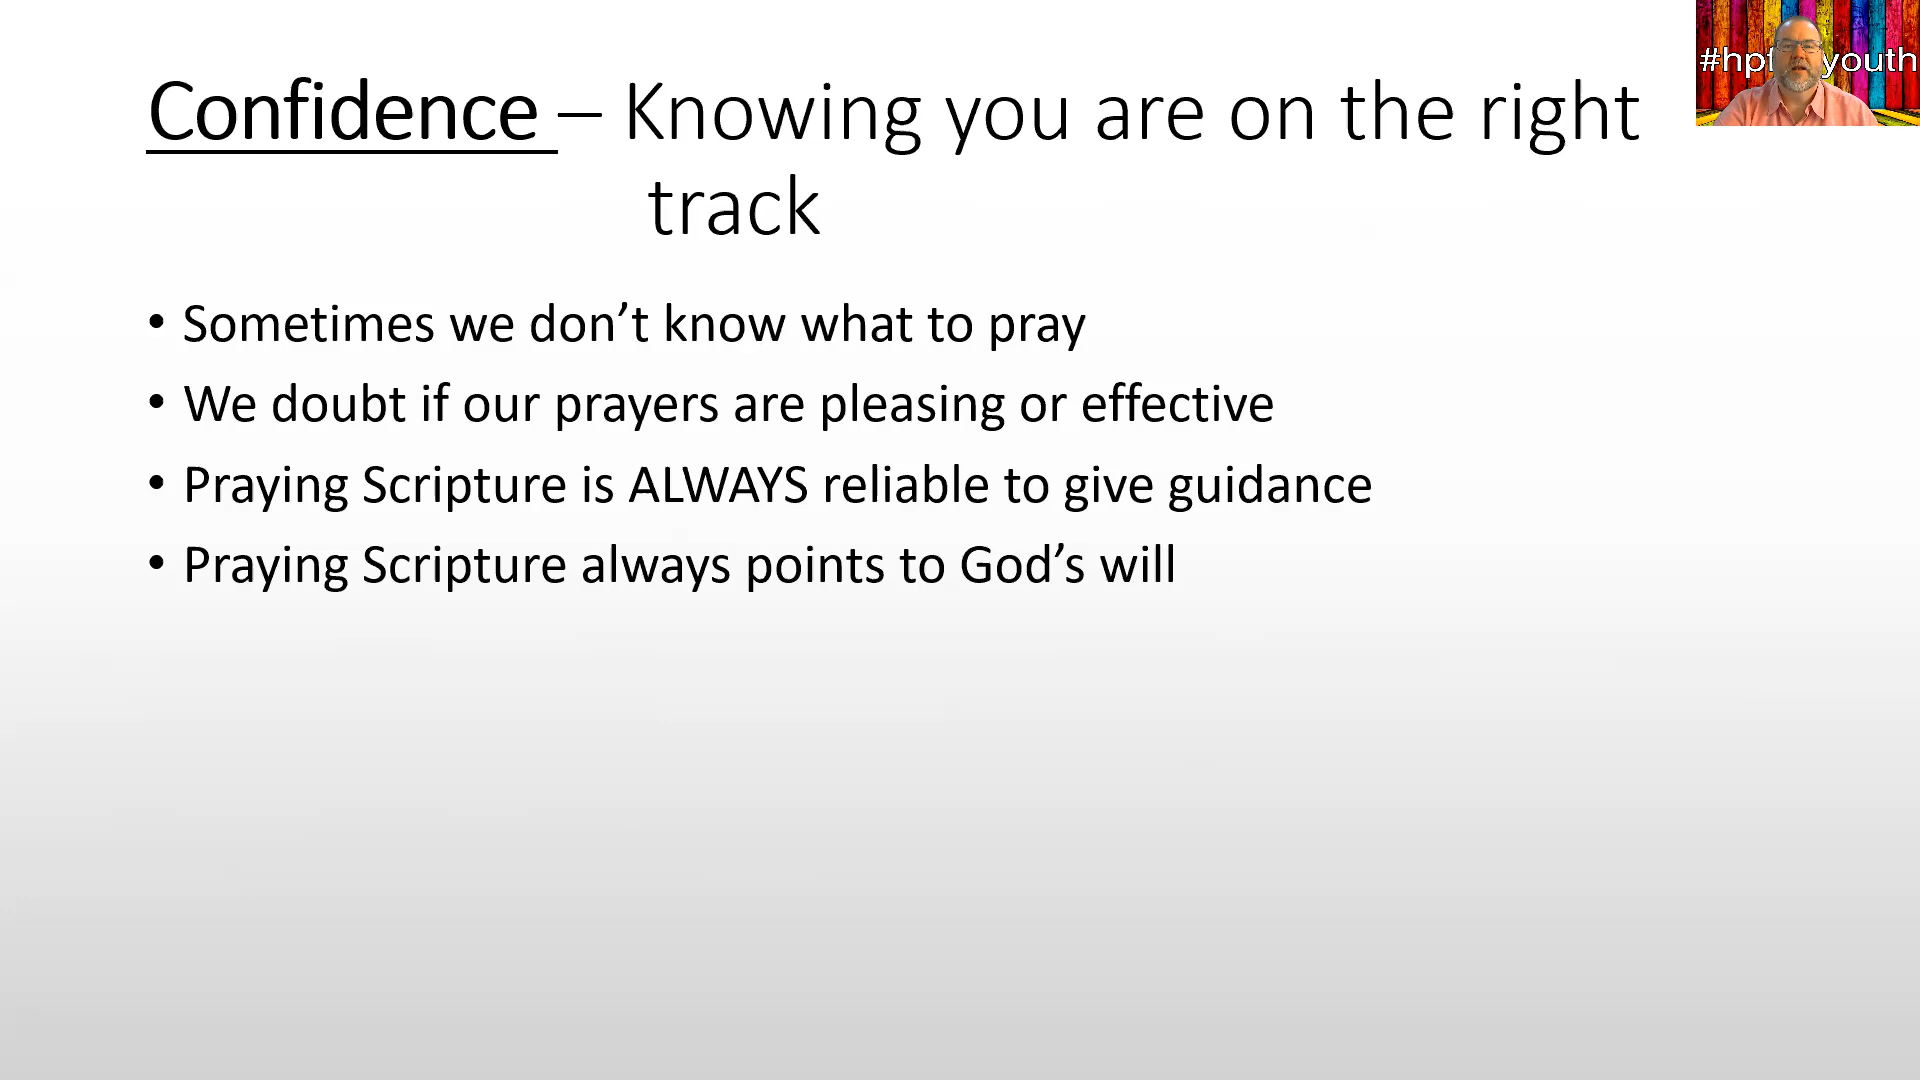 Confidence – Knowing you are on the right
track
• Sometimes we don’t know what to pray
• We doubt if our prayers are pleasing or effective
• Praying Scripture is ALWAYS reliable to give guidance
• Praying Scripture always points to God’s will
youth